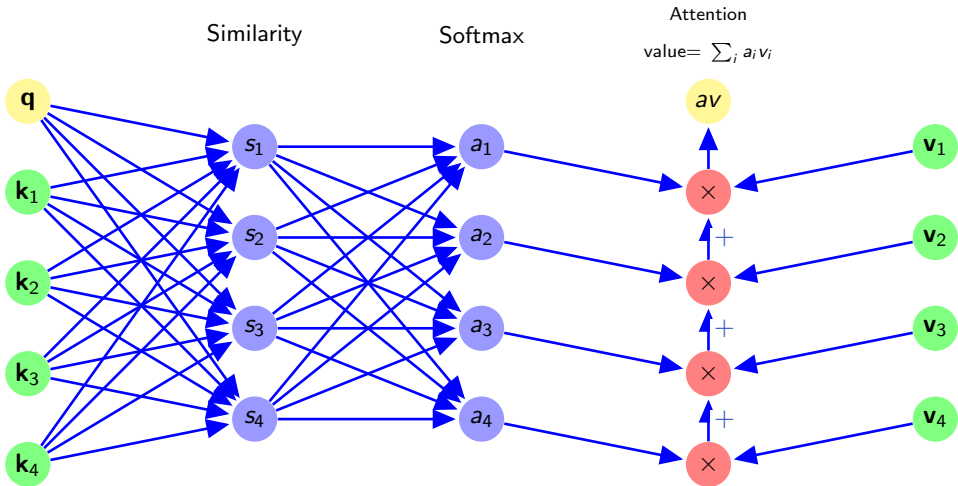 Attention
Similarity
Softmax
value= ∑ᵢ aᵢvᵢ
q
av
s₁
a₁
v₁
k₁
×
s₂
a₂
+
v₂
k₂
×
s₃
a₃
+
v₃
k₃
×
s₄
a₄
+
v₄
k₄
×